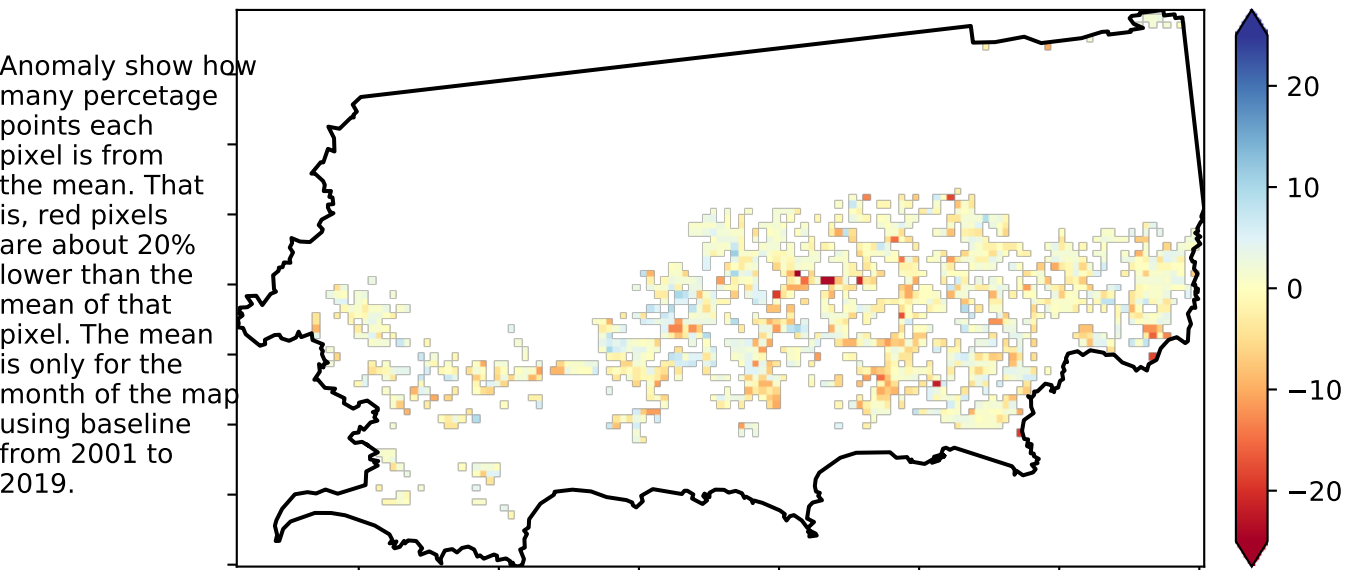 Anomaly show how
many percetage
points each
pixel is from
the mean. That
is, red pixels
are about 20%
lower than the
mean of that
pixel. The mean
is only for the
month of the map
using baseline
from 2001 to
2019.
20
10
0
−10
−20